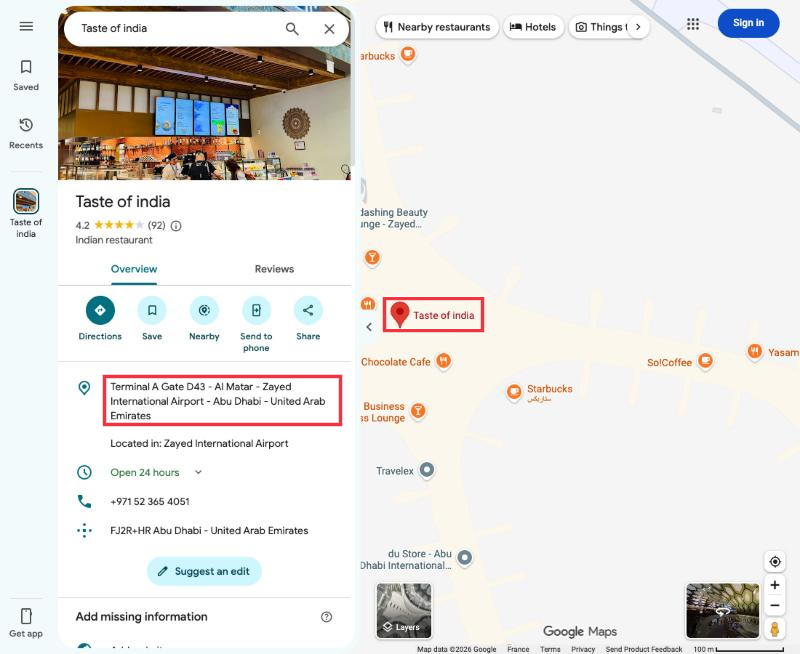 Taste of india
Nearby restaurants
Hotels
Things t
Sign in
Saved
Recents
Taste of
india
Taste of india
4.2
(92)
Indian restaurant
Overview
Reviews
Directions
Save
Nearby
Send to
phone
Share
Terminal A Gate D43 - Al Matar - Zayed
International Airport - Abu Dhabi - United Arab
Emirates
Located in: Zayed International Airport
Open 24 hours
+971 52 365 4051
FJ2R+HR Abu Dhabi - United Arab Emirates
Suggest an edit
Add missing information
Get app
arbucks
dashing Beauty
unge - Zayed...
Taste of india
Chocolate Cafe
So!Coffee
Yasam
Starbucks
ستاربكس
Business
ss Lounge
Travelex
du Store - Abu
Dhabi International...
Layers
Google Maps
Map data ©2026 Google
France
Terms
Privacy
Send Product Feedback
100 m